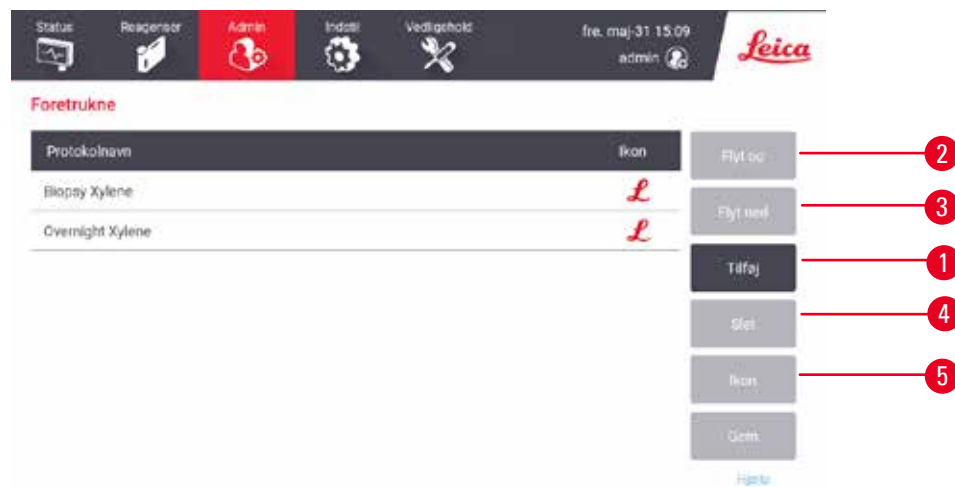 Status Reagenser Admin Indstil Vedligehold fre. maj-31 15:09
admin
Leica
Foretrukne
Protokolnavn Ikon
Flyt op 2
Biopsy Xylene L
Flyt ned 3
Overnight Xylene L
Tilføj 1
Slet 4
Ikon 5
Gem
Hjælp